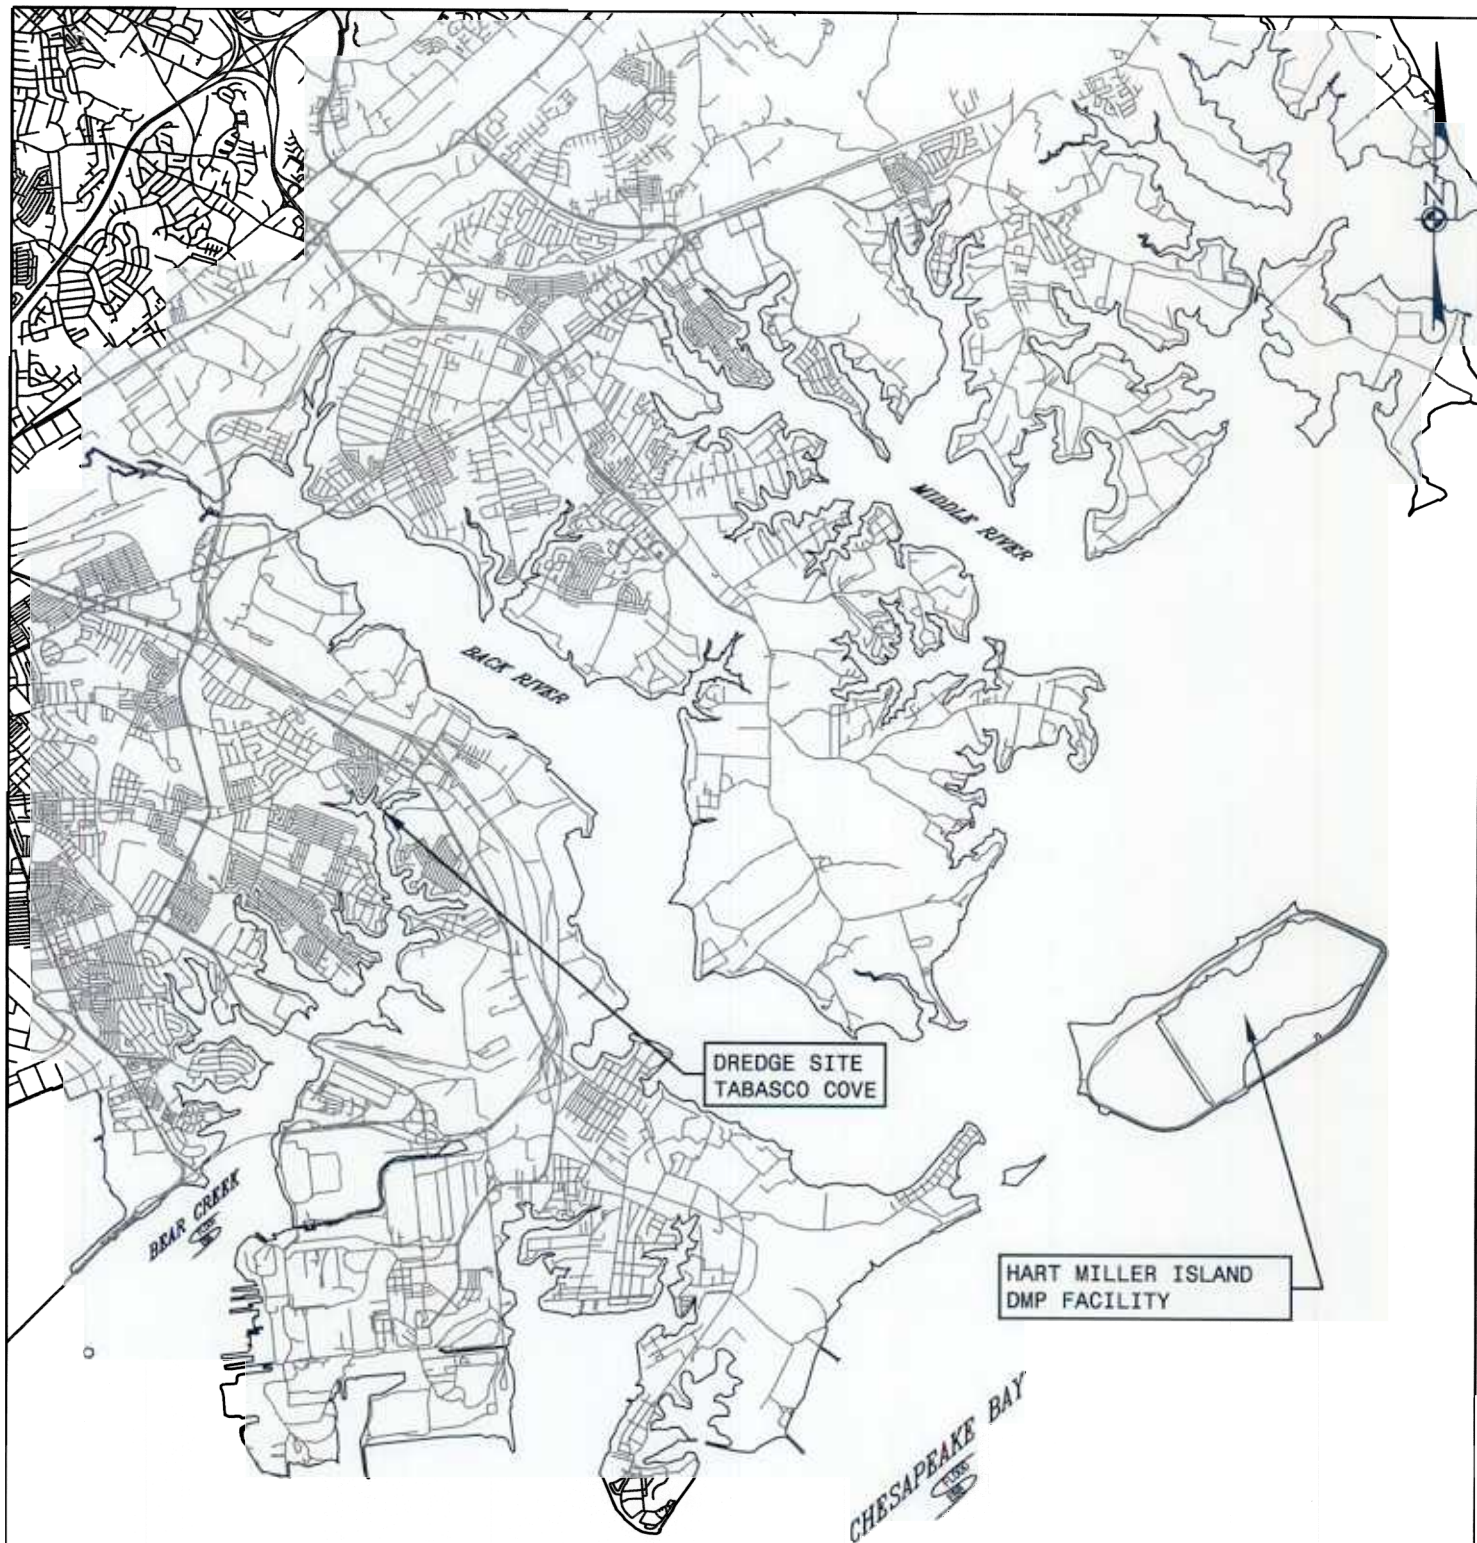 N
MIDDLE RIVER
BACK RIVER
DREDGE SITE
TABASCO COVE
BEAR CREEK
HART MILLER ISLAND
DMP FACILITY
CHESAPEAKE BAY